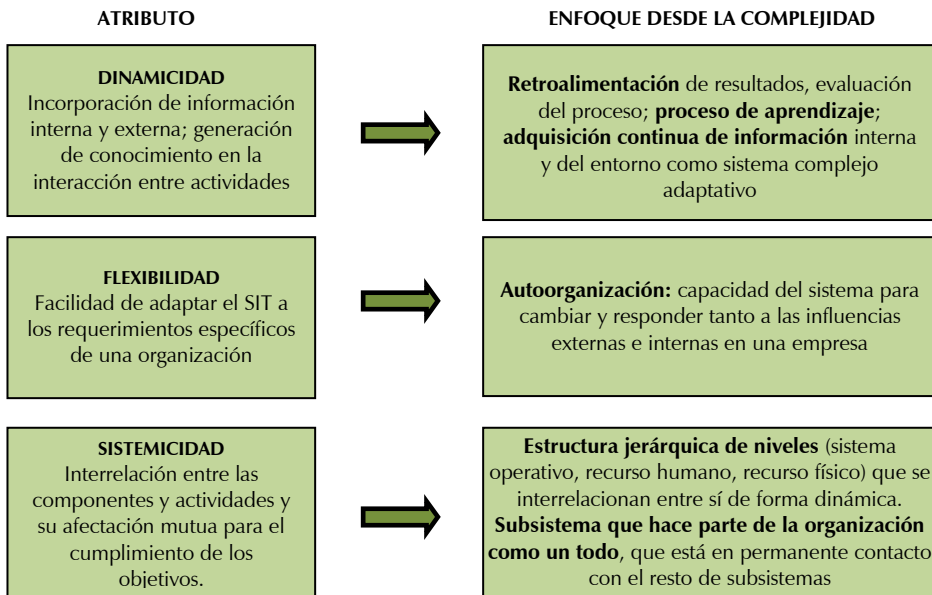 ATRIBUTO
ENFOQUE DESDE LA COMPLEJIDAD
DINAMICIDAD
Incorporación de información
interna y externa; generación
de conocimiento en la
interacción entre actividades
Retroalimentación de resultados, evaluación
del proceso; proceso de aprendizaje;
adquisición continua de información interna
y del entorno como sistema complejo
adaptativo
FLEXIBILIDAD
Facilidad de adaptar el SIT a
los requerimientos específicos
de una organización
Autoorganización: capacidad del sistema para
cambiar y responder tanto a las influencias
externas e internas en una empresa
SISTEMICIDAD
Interrelación entre las
componentes y actividades y
su afectación mutua para el
cumplimiento de los
objetivos.
Estructura jerárquica de niveles (sistema
operativo, recurso humano, recurso físico) que se
interrelacionan entre sí de forma dinámica.
Subsistema que hace parte de la organización
como un todo, que está en permanente contacto
con el resto de subsistemas